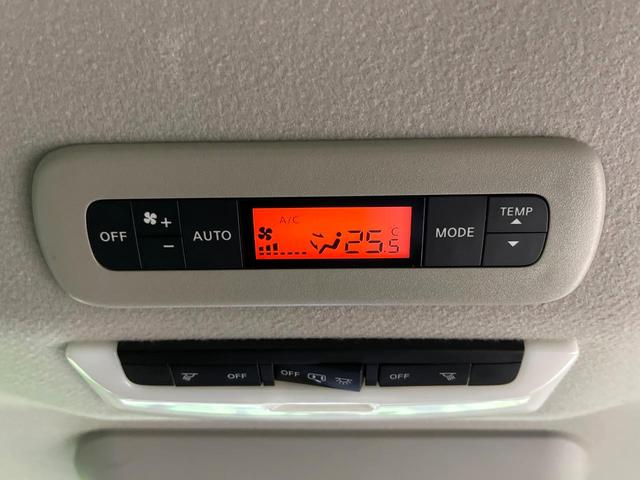 OFF + - AUTO A/C 25.5 C MODE TEMP
OFF OFF OFF